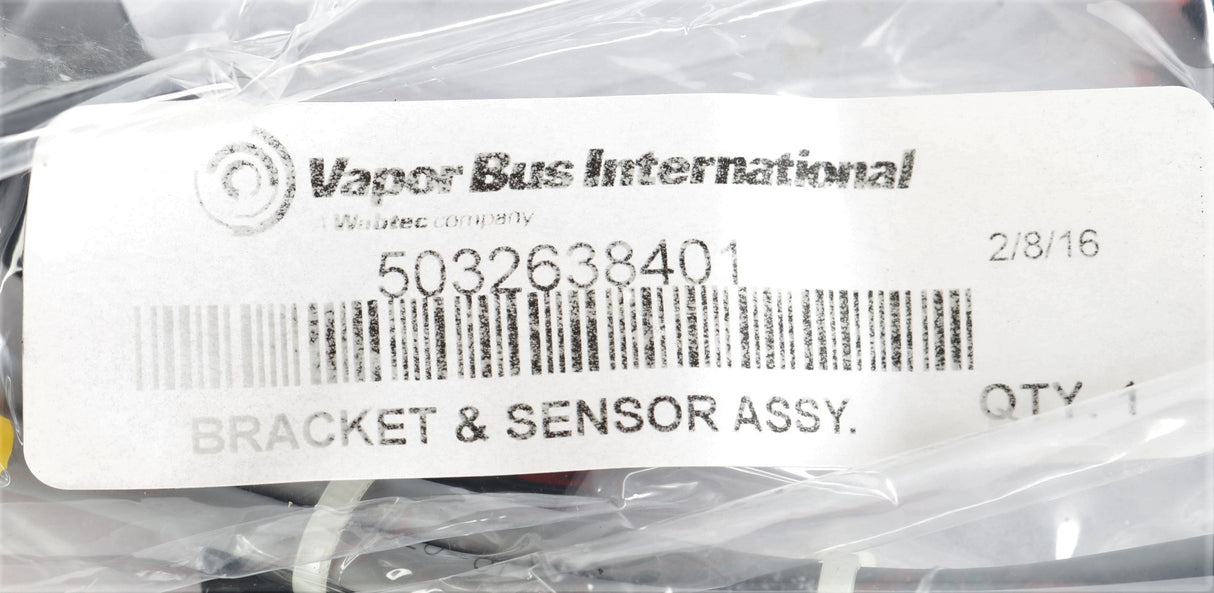 Vapor Bus International
A Wabtec company
5032638401
2/8/16
BRACKET & SENSOR ASSY.
QTY. 1